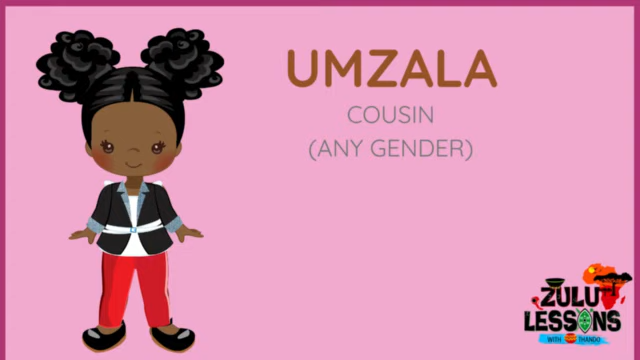 UMZALA
COUSIN
(ANY GENDER)
ZULU
LESSONS
WITH THANDO